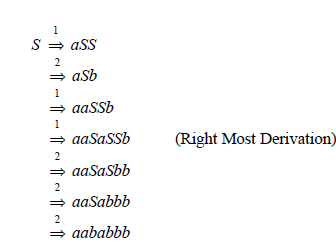 1
S ⇒ aSS
2
⇒ aSb
1
⇒ aaSSb
1
⇒ aaSaSSb (Right Most Derivation)
2
⇒ aaSaSbb
2
⇒ aaSabbb
2
⇒ aababbb